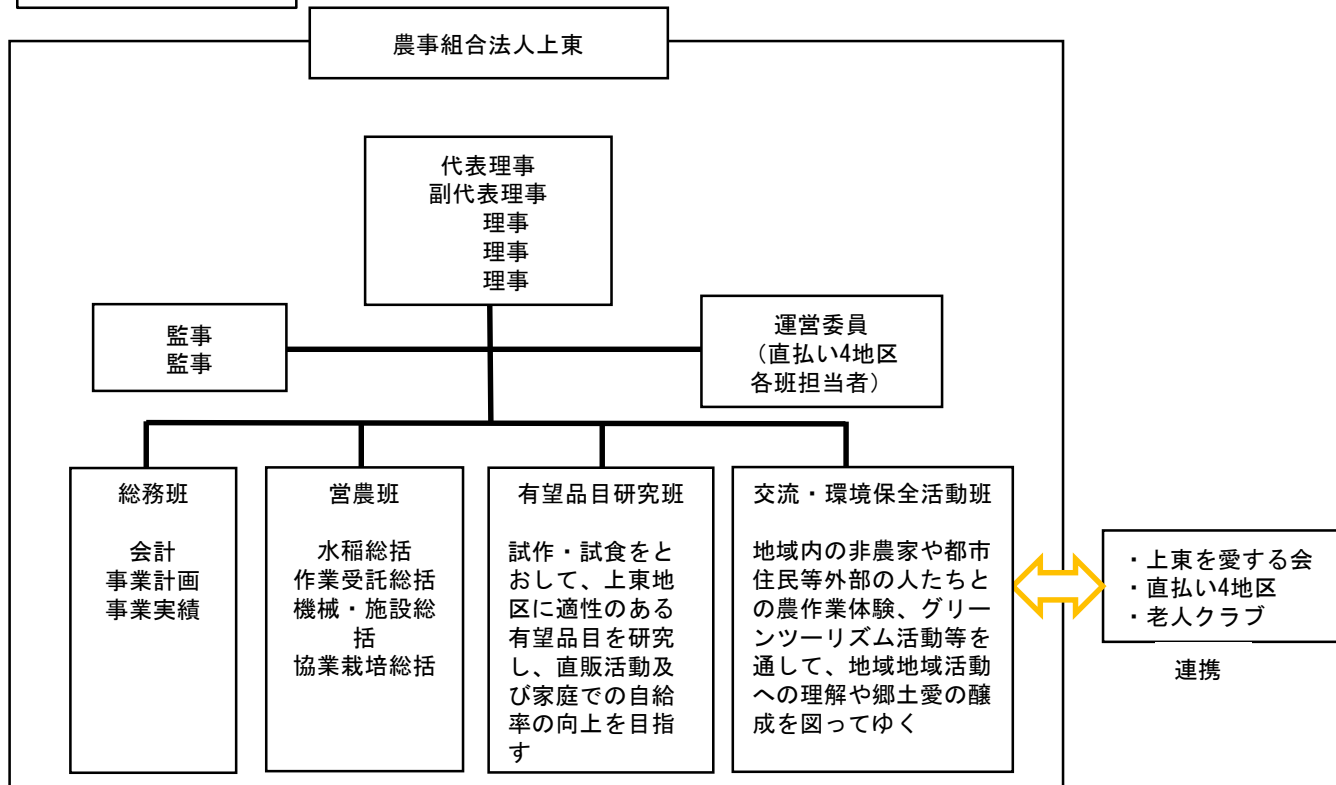 農事組合法人上東
代表理事
副代表理事
理事
理事
理事
監事
監事
運営委員
（直払い4地区
各班担当者）
総務班
会計
事業計画
事業実績
営農班
水稲総括
作業受託総括
機械・施設総
括
協業栽培総括
有望品目研究班
試作・試食をと
おして、上東地
区に適性のある
有望品目を研究
し、直販活動及
び家庭での自給
率の向上を目指
す
交流・環境保全活動班
地域内の非農家や都市
住民等外部の人たちと
の農作業体験、グリー
ンツーリズム活動等を
通して、地域地域活動
への理解や郷土愛の醸
成を図ってゆく
・上東を愛する会
・直払い4地区
・老人クラブ
連携